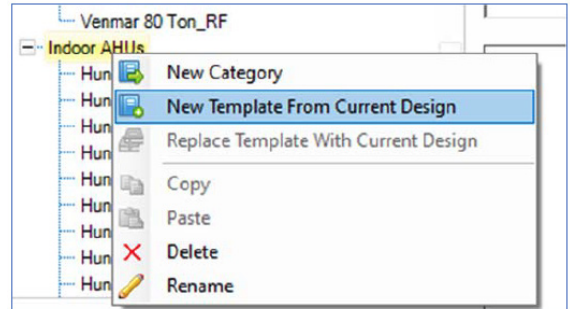 Venmar 80 Ton_RF
Indoor AHUs
Hun
New Category
Hun
New Template From Current Design
Hun
Replace Template With Current Design
Hun
Hun
Copy
Hun
Paste
Hun
Delete
Hun
Hun
Rename